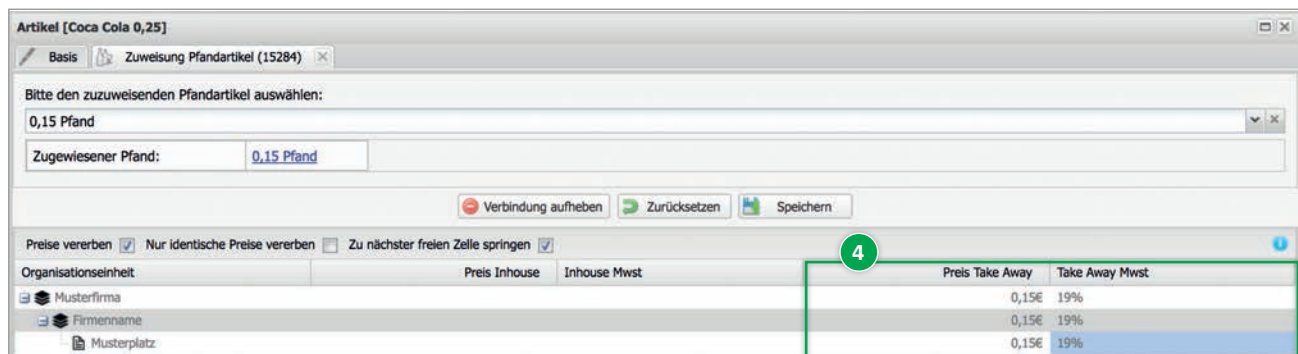 Artikel [Coca Cola 0,25]
Basis Zuweisung Pfandartikel (15284)
Bitte den zuzuweisenden Pfandartikel auswählen:
0,15 Pfand
Zugewiesener Pfand: 0,15 Pfand
Verbindung aufheben Zurücksetzen Speichern
Preise vererben Nur identische Preise vererben Zu nächster freien Zelle springen
4
Organisationseinheit Preis Inhouse Inhouse Mwst Preis Take Away Take Away Mwst
Musterfirma 0,15€ 19%
Firmenname 0,15€ 19%
Musterplatz 0,15€ 19%